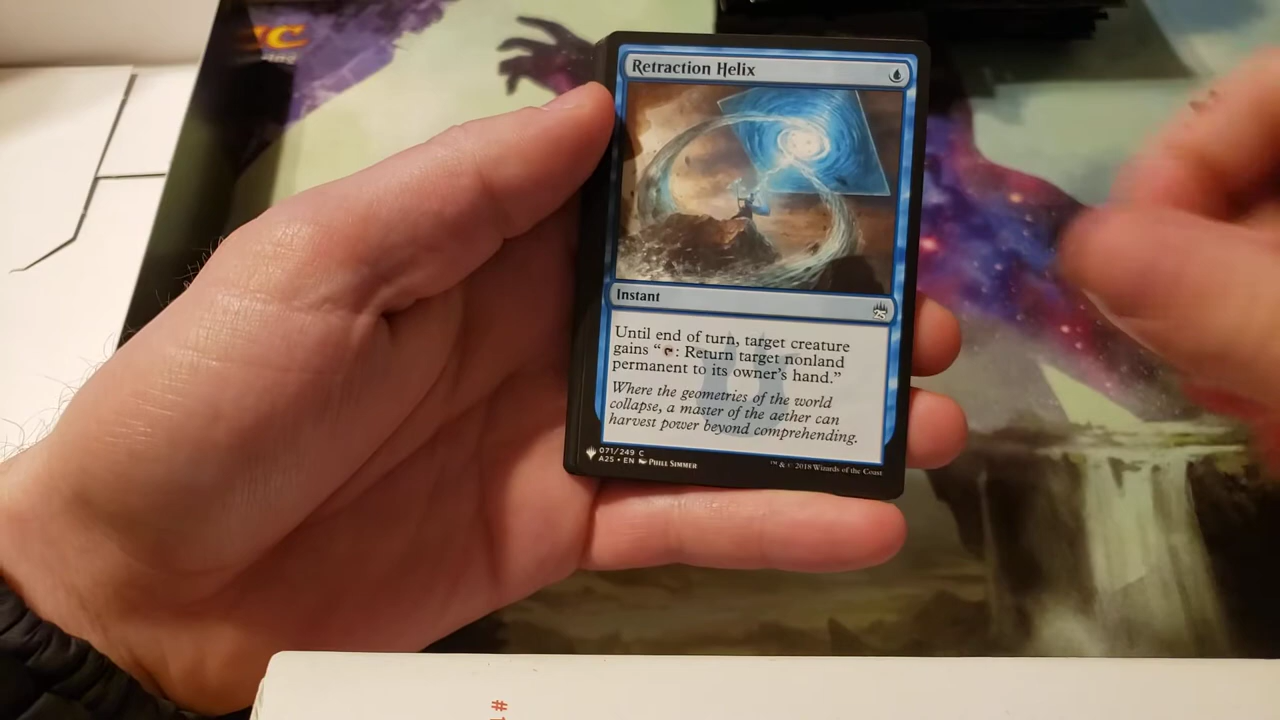 Retraction Helix
Instant
25
Until end of turn, target creature
gains “: Return target nonland
permanent to its owner's hand.”
Where the geometries of the world
collapse, a master of the aether can
harvest power beyond comprehending.
071/249 C
A25 • EN Phill Simmer
™ & © 2018 Wizards of the Coast
#1